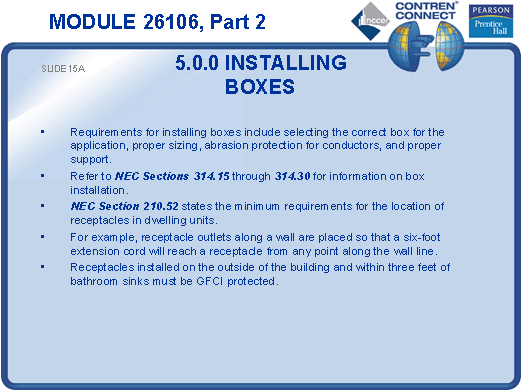 MODULE 26106, Part 2
nccer
CONTREN®
CONNECT
PEARSON
Prentice
Hall
SLIDE 15A
5.0.0 INSTALLING
BOXES
• Requirements for installing boxes include selecting the correct box for the
application, proper sizing, abrasion protection for conductors, and proper
support.
• Refer to NEC Sections 314.15 through 314.30 for information on box
installation.
• NEC Section 210.52 states the minimum requirements for the location of
receptacles in dwelling units.
• For example, receptacle outlets along a wall are placed so that a six-foot
extension cord will reach a receptacle from any point along the wall line.
• Receptacles installed on the outside of the building and within three feet of
bathroom sinks must be GFCI protected.